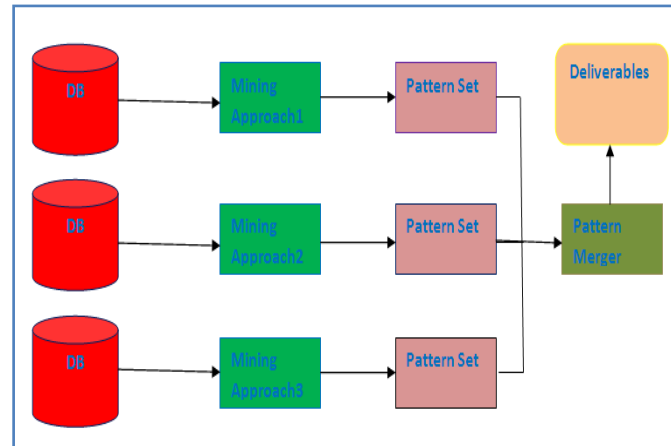 DB
Mining
Approach1
Pattern Set
Deliverables
DB
Mining
Approach2
Pattern Set
Pattern
Merger
DB
Mining
Approach3
Pattern Set